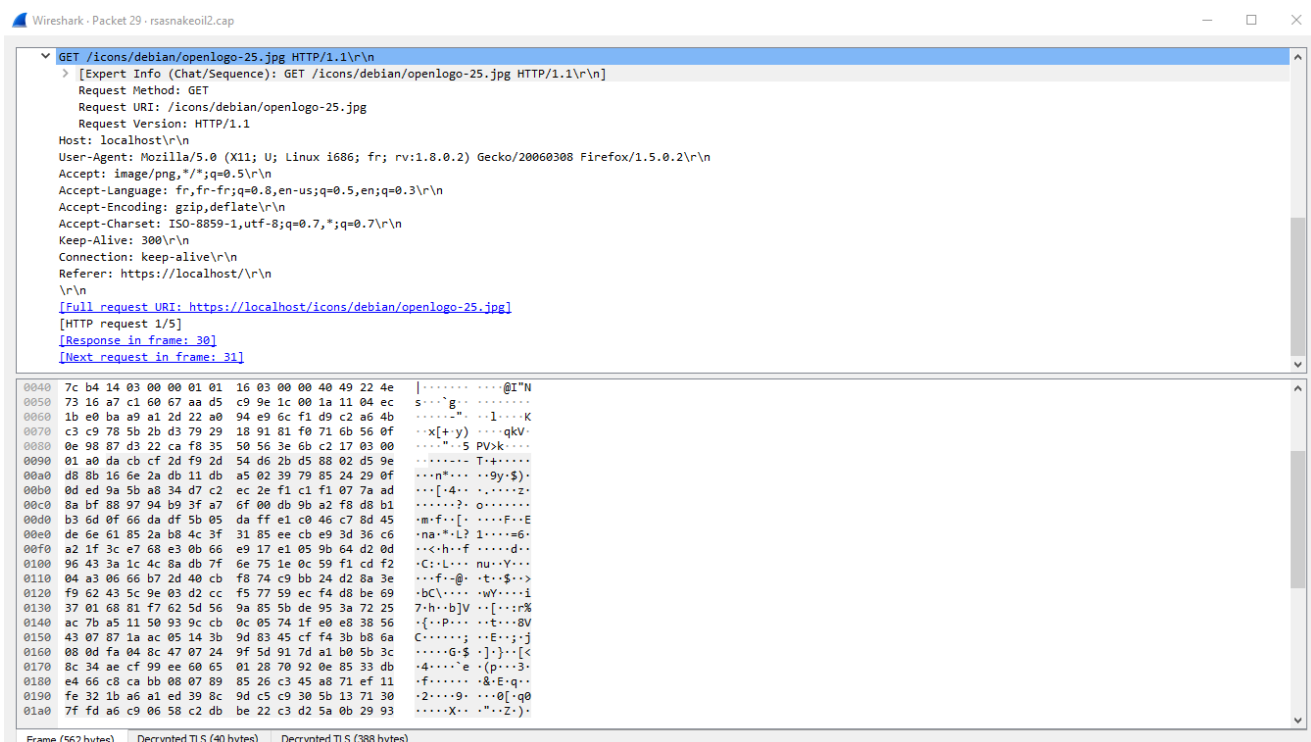 Wireshark · Packet 29 · rsasnakeoil2.cap
GET /icons/debian/openlogo-25.jpg HTTP/1.1\r\n
[Expert Info (Chat/Sequence): GET /icons/debian/openlogo-25.jpg HTTP/1.1\r\n]
Request Method: GET
Request URI: /icons/debian/openlogo-25.jpg
Request Version: HTTP/1.1
Host: localhost\r\n
User-Agent: Mozilla/5.0 (X11; U; Linux i686; fr; rv:1.8.0.2) Gecko/20060308 Firefox/1.5.0.2\r\n
Accept: image/png,*/*;q=0.5\r\n
Accept-Language: fr,fr-fr;q=0.8,en-us;q=0.5,en;q=0.3\r\n
Accept-Encoding: gzip,deflate\r\n
Accept-Charset: ISO-8859-1,utf-8;q=0.7,*;q=0.7\r\n
Keep-Alive: 300\r\n
Connection: keep-alive\r\n
Referer: https://localhost/\r\n
\r\n
[Full request URI: https://localhost/icons/debian/openlogo-25.jpg]
[HTTP request 1/5]
[Response in frame: 30]
[Next request in frame: 31]
0040 7c b4 14 03 00 00 01 01 16 03 00 00 40 49 22 4e |······· ····@I"N
0050 73 16 a7 c1 60 67 aa d5 c9 9e 1c 00 1a 11 04 ec s···`g·· ········
0060 1b e0 ba a9 a1 2d 22 a0 94 e9 6c f1 d9 c2 a6 4b ·····-"· ··l····K
0070 c3 c9 78 5b 2b d3 79 29 18 91 81 f0 71 6b 56 0f ··x[+·y) ····qkV·
0080 0e 98 87 d3 22 ca f8 35 50 56 3e 6b c2 17 03 00 ····"··5 PV>k····
0090 01 a0 da cb cf 2d f9 2d 54 d6 2b d5 88 02 d5 9e ·····-·- T·+·····
00a0 d8 8b 16 6e 2a db 11 db a5 02 39 79 85 24 29 0f ···n*··· ··9y·$)·
00b0 0d ed 9a 5b a8 34 d7 c2 ec 2e f1 c1 f1 07 7a ad ···[·4·· ·.····z·
00c0 8a bf 88 97 94 b9 3f a7 6f 00 db 9b a2 f8 d8 b1 ······?· o·······
00d0 b3 6d 0f 66 da df 5b 05 da ff e1 c0 46 c7 8d 45 ·m·f··[· ····F··E
00e0 de 6e 61 85 2a b8 4c 3f 31 85 ee cb e9 3d 36 c6 ·na·*·L? 1····=6·
00f0 a2 1f 3c e7 68 e3 0b 66 e9 17 e1 05 9b 64 d2 0d ··<·h··f ·····d··
0100 96 43 3a 1c 4c 8a db 7f 6e 75 1e 0c 59 f1 cd f2 ·C:·L··· nu··Y···
0110 04 a3 06 66 b7 2d 40 cb f8 74 c9 bb 24 d2 8a 3e ···f·-@· ·t··$··>
0120 f9 62 43 5c 9e 03 d2 cc f5 77 59 ec f4 d8 be 69 ·bC\···· ·wY····i
0130 37 01 68 81 f7 62 5d 56 9a 85 5b de 95 3a 72 25 7·h··b]V ··[··:r%
0140 ac 7b a5 11 50 93 9c cb 0c 05 74 1f e0 e8 38 56 ·{··P··· ··t···8V
0150 43 07 87 1a ac 05 14 3b 9d 83 45 cf f4 3b b8 6a C······; ··E··;·j
0160 08 0d fa 04 8c 47 07 24 9f 5d 91 7d a1 b0 5b 3c ·····G·$ ·]·}··[<
0170 8c 34 ae cf 99 ee 60 65 01 28 70 92 0e 85 33 db ·4····`e ·(p···3·
0180 e4 66 c8 ca bb 08 07 89 85 26 c3 45 a8 71 ef 11 ·f······ ·&·E·q··
0190 fe 32 1b a6 a1 ed 39 8c 9d c5 c9 30 5b 13 71 30 ·2····9· ···0[·q0
01a0 7f fd a6 c9 06 58 c2 db be 22 c3 d2 5a 0b 29 93 ·····X·· ·"··Z·)·
Frame (562 bytes) Decrypted TLS (40 bytes) Decrypted TLS (388 bytes)